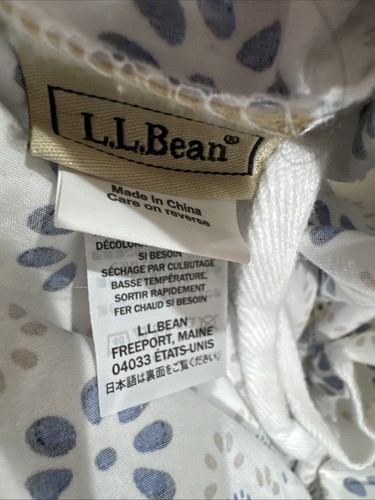 L.L.Bean®
Made in China
Care on reverse
DÉCOLOR
SI BESOIN
SÉCHAGE PAR CULBUTAGE
BASSE TEMPÉRATURE.
SORTIR RAPIDEMENT
FER CHAUD SI BESOIN
L.L.BEAN
FREEPORT, MAINE
04033 ÉTATS-UNIS
日本語は裏面をご覧ください。